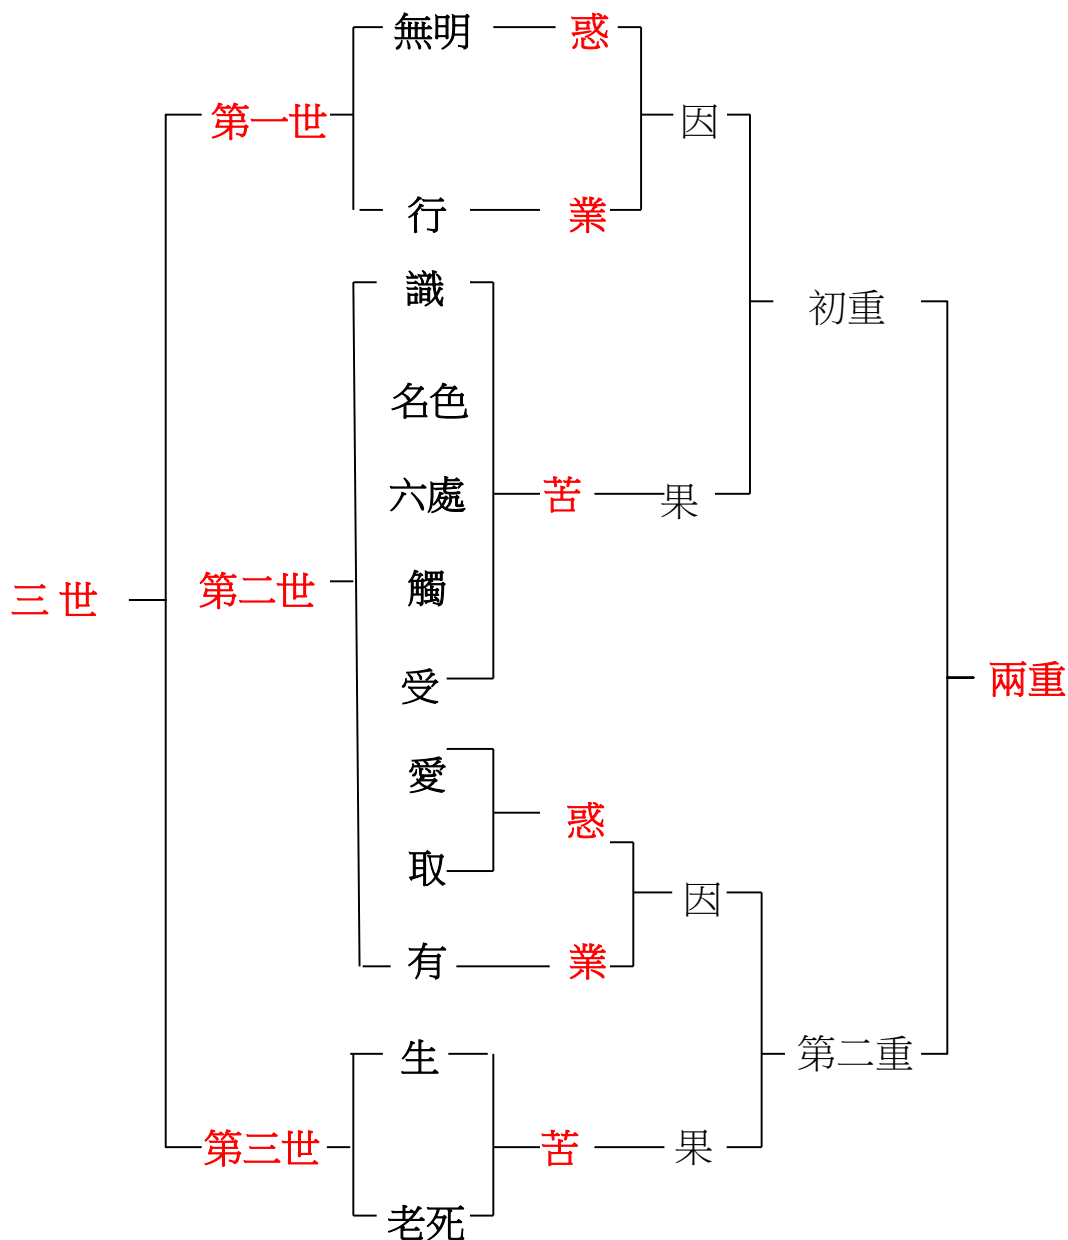 無明 惑
第一世 因
行 業
識
初重
名色
六處 苦 果
觸
第二世
三世
受 兩重
愛
惑
取
因
有 業
生 第二重
第三世 苦 果
老死